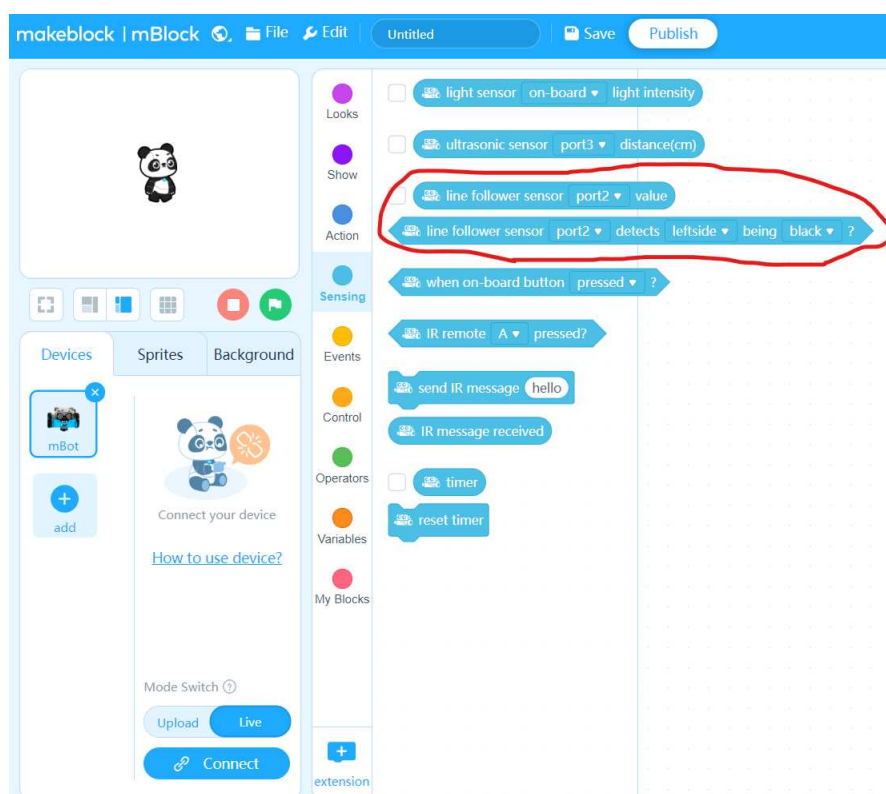 makeblock | mBlock File Edit Untitled Save Publish
Looks
Show
Action
Sensing
Events
Control
Operators
Variables
My Blocks
extension
light sensor on-board light intensity
ultrasonic sensor port3 distance(cm)
line follower sensor port2 value
line follower sensor port2 detects leftside being black ?
when on-board button pressed ?
IR remote A pressed?
send IR message hello
IR message received
timer
reset timer
Devices Sprites Background
mBot
add
Connect your device
How to use device?
Mode Switch ?
Upload Live
Connect